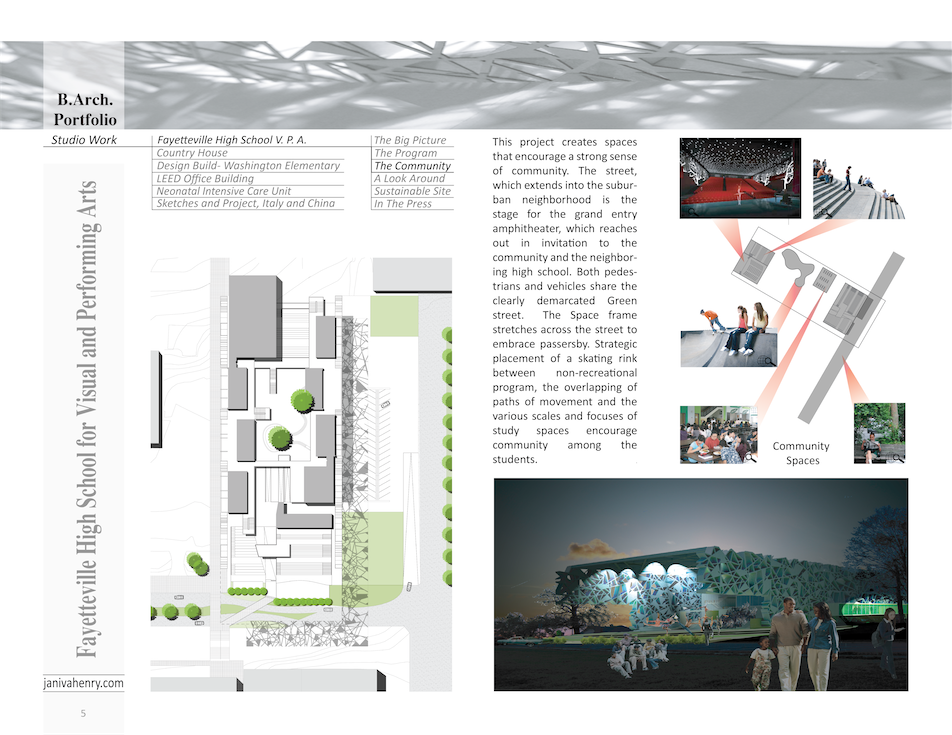 B.Arch.
Portfolio
Studio Work
Fayetteville High School V. P. A.
Country House
Design Build- Washington Elementary
LEED Office Building
Neonatal Intensive Care Unit
Sketches and Project, Italy and China
The Big Picture
The Program
The Community
A Look Around
Sustainable Site
In The Press
Fayetteville High School for Visual and Performing Arts
janivahenry.com
5
This project creates spaces
that encourage a strong sense
of community. The street,
which extends into the subur-
ban neighborhood is the
stage for the grand entry
amphitheater, which reaches
out in invitation to the
community and the neighbor-
ing high school. Both pedes-
trians and vehicles share the
clearly demarcated Green
street. The Space frame
stretches across the street to
embrace passersby. Strategic
placement of a skating rink
between non-recreational
program, the overlapping of
paths of movement and the
various scales and focuses of
study spaces encourage
community among the
students.
Community
Spaces